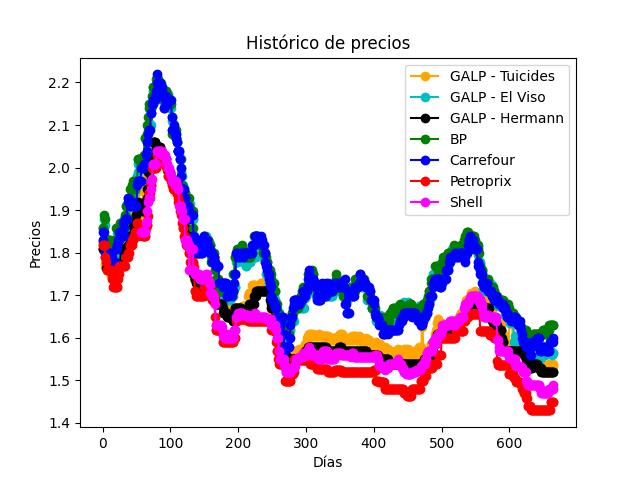 Histórico de precios
GALP - Tuicides
GALP - El Viso
GALP - Hermann
BP
Carrefour
Petroprix
Shell
Precios
2.2
2.1
2.0
1.9
1.8
1.7
1.6
1.5
1.4
0 100 200 300 400 500 600
Días